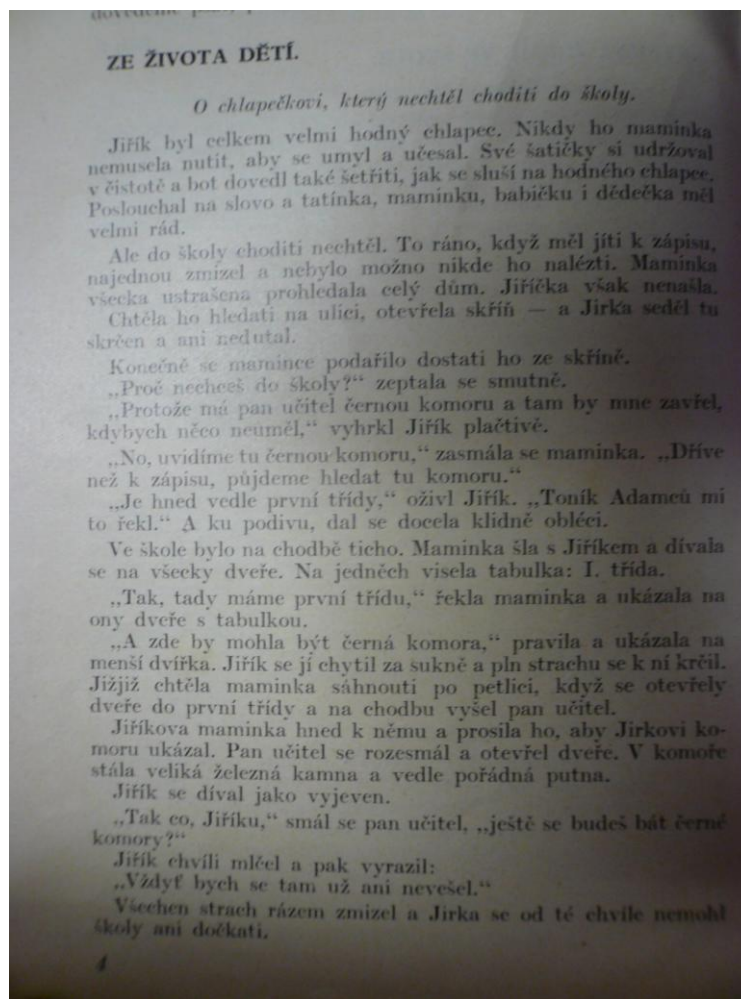 ZE ŽIVOTA DĚTÍ.
O chlapečkovi, který nechtěl choditi do školy.
Jiřík byl celkem velmi hodný chlapec. Nikdy ho maminka
nemusela nutit, aby se umyl a učesal. Své šatičky si udržoval
v čistotě a bot dovedl také šetřiti, jak se sluší na hodného chlapce.
Poslouchal na slovo a tatínka, maminku, babičku i dědečka měl
velmi rád.
Ale do školy choditi nechtěl. To ráno, když měl jíti k zápisu,
najednou zmizel a nebylo možno nikde ho nalézti. Maminka
všecka ustrašena prohledala celý dům. Jiříčka však nenašla.
Chtěla ho hledati na ulici, otevřela skříň — a Jirka seděl tu
skrčen a ani nedutal.
Konečně se mamince podařilo dostati ho ze skříně.
„Proč nechceš do školy?“ zeptala se smutně.
„Protože má pan učitel černou komoru a tam by mne zavřel,
kdybych něco neuměl,“ vyhrkl Jiřík plačtivě.
„No, uvidíme tu černou komoru,“ zasmála se maminka. „Dříve
než k zápisu, půjdeme hledat tu komoru.“
„Je hned vedle první třídy,“ oživl Jiřík. „Toník Adamců mi
to řekl.“ A ku podivu, dal se docela klidně obléci.
Ve škole bylo na chodbě ticho. Maminka šla s Jiříkem a dívala
se na všecky dveře. Na jedněch visela tabulka: I. třída.
„Tak, tady máme první třídu,“ řekla maminka a ukázala na
ony dveře s tabulkou.
„A zde by mohla být černá komora,“ pravila a ukázala na
menší dvířka. Jiřík se jí chytil za sukně a pln strachu se k ní krčil.
Jižjiž chtěla maminka sáhnouti po petlici, když se otevřely
dveře do první třídy a na chodbu vyšel pan učitel.
Jiříkova maminka hned k němu a prosila ho, aby Jirkovi ko-
moru ukázal. Pan učitel se rozesmál a otevřel dveře. V komoře
stála veliká železná kamna a vedle pořádná putna.
Jiřík se díval jako vyjeven.
„Tak co, Jiříku,“ smál se pan učitel, „ještě se budeš bát černé
komory?“
Jiřík chvíli mlčel a pak vyrazil:
„Vždyť bych se tam už ani nevešel.“
Všechen strach rázem zmizel a Jirka se od té chvíle nemohl
školy ani dočkati.
4